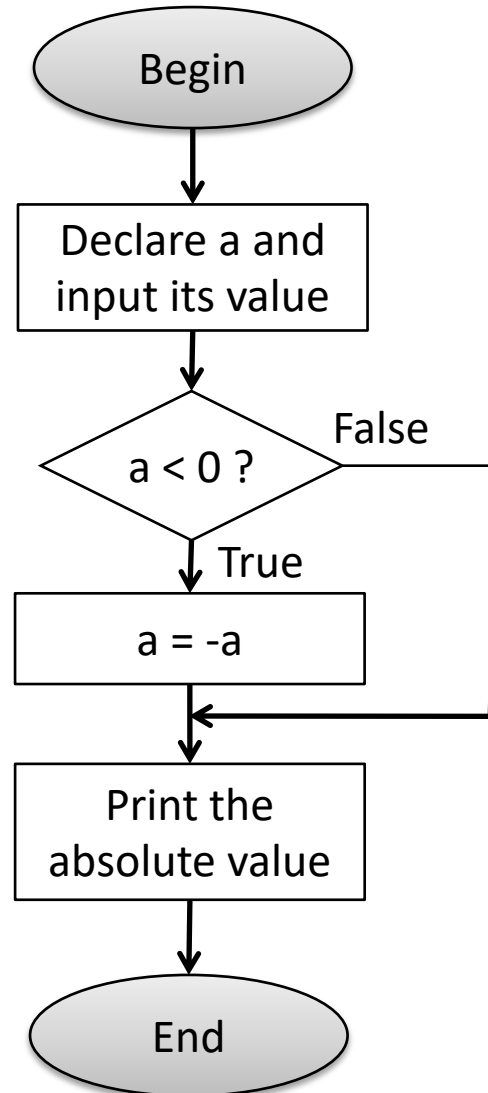 Begin
Declare a and
input its value
a < 0 ?
False
True
a = -a
Print the
absolute value
End